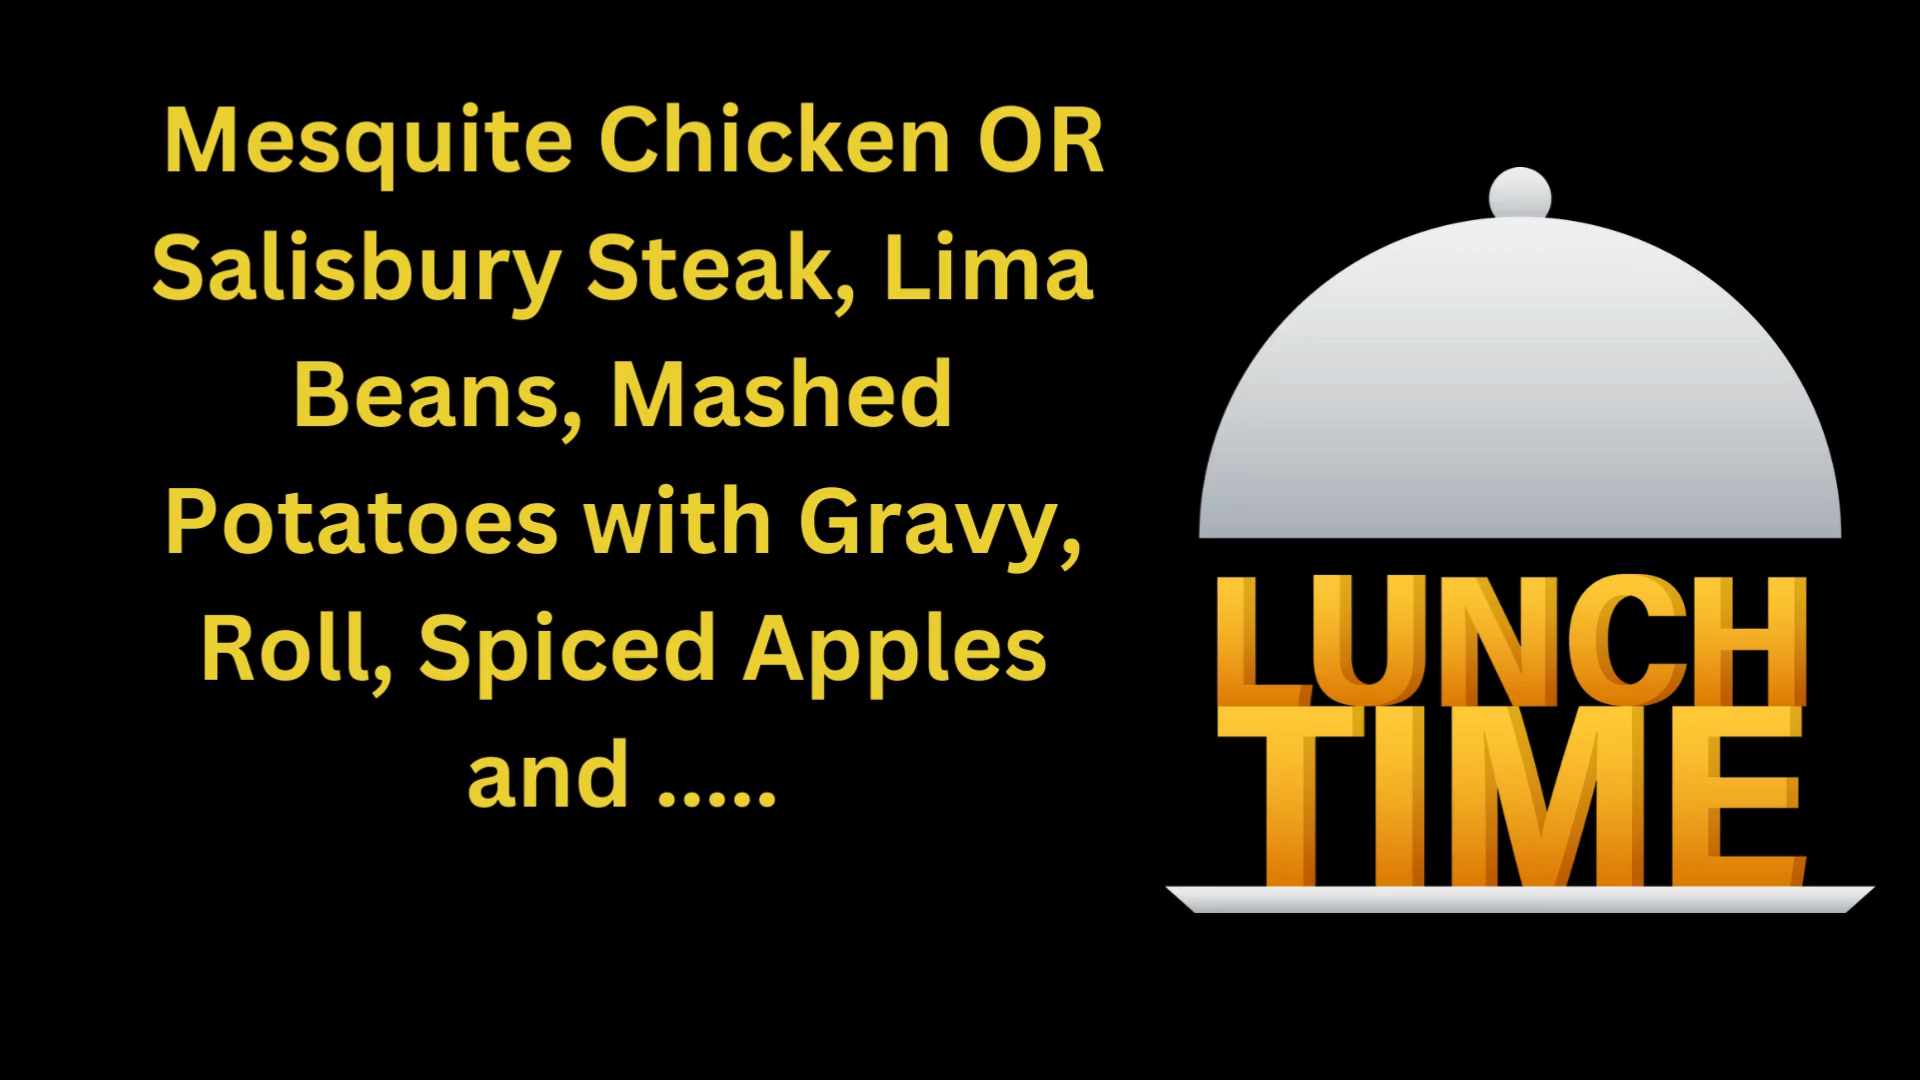 Mesquite Chicken OR
Salisbury Steak, Lima
Beans, Mashed
Potatoes with Gravy,
Roll, Spiced Apples
and .....
LUNCH
TIME